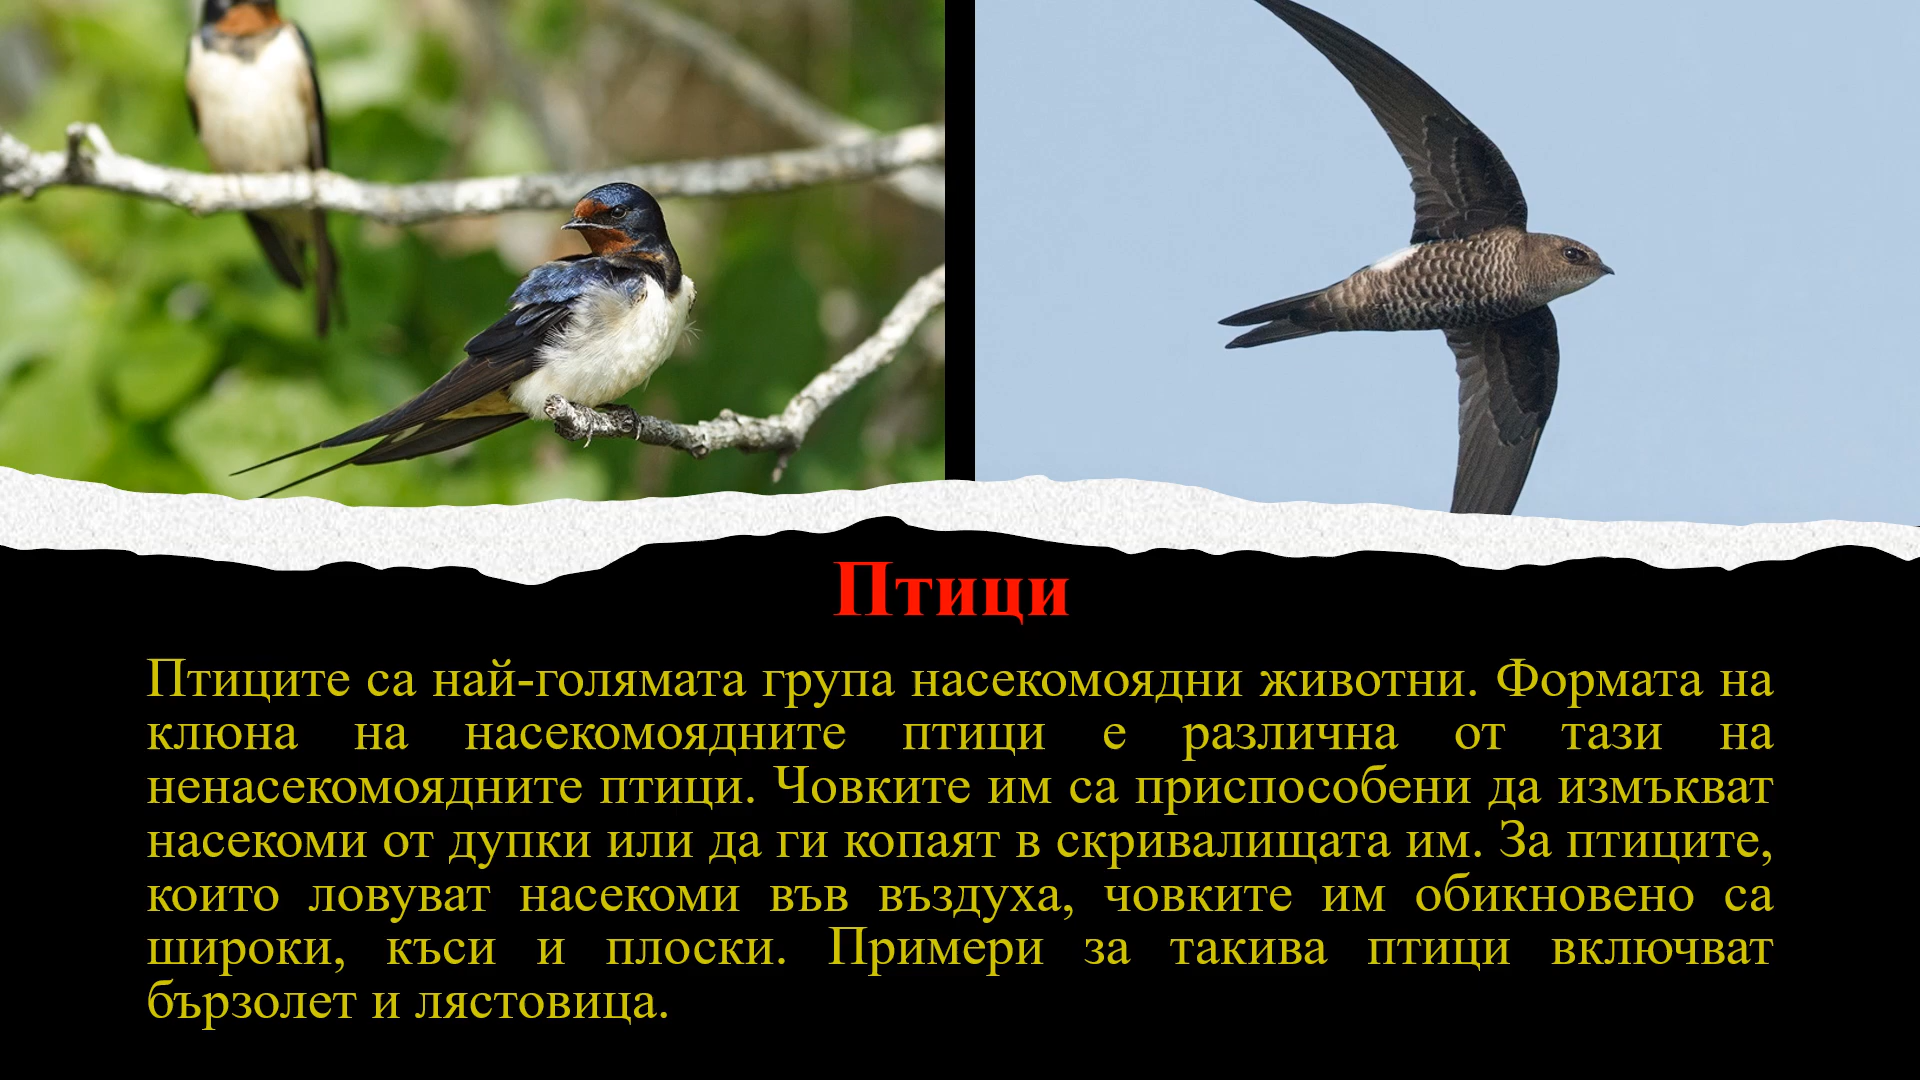 Птици
Птиците са най-голямата група насекомоядни животни. Формата на
клюна на насекомоядните птици е различна от тази на
ненасекомоядните птици. Човките им са приспособени да измъкват
насекоми от дупки или да ги копаят в скривалищата им. За птиците,
които ловуват насекоми във въздуха, човките им обикновено са
широки, къси и плоски. Примери за такива птици включват
бързолет и лястовица.